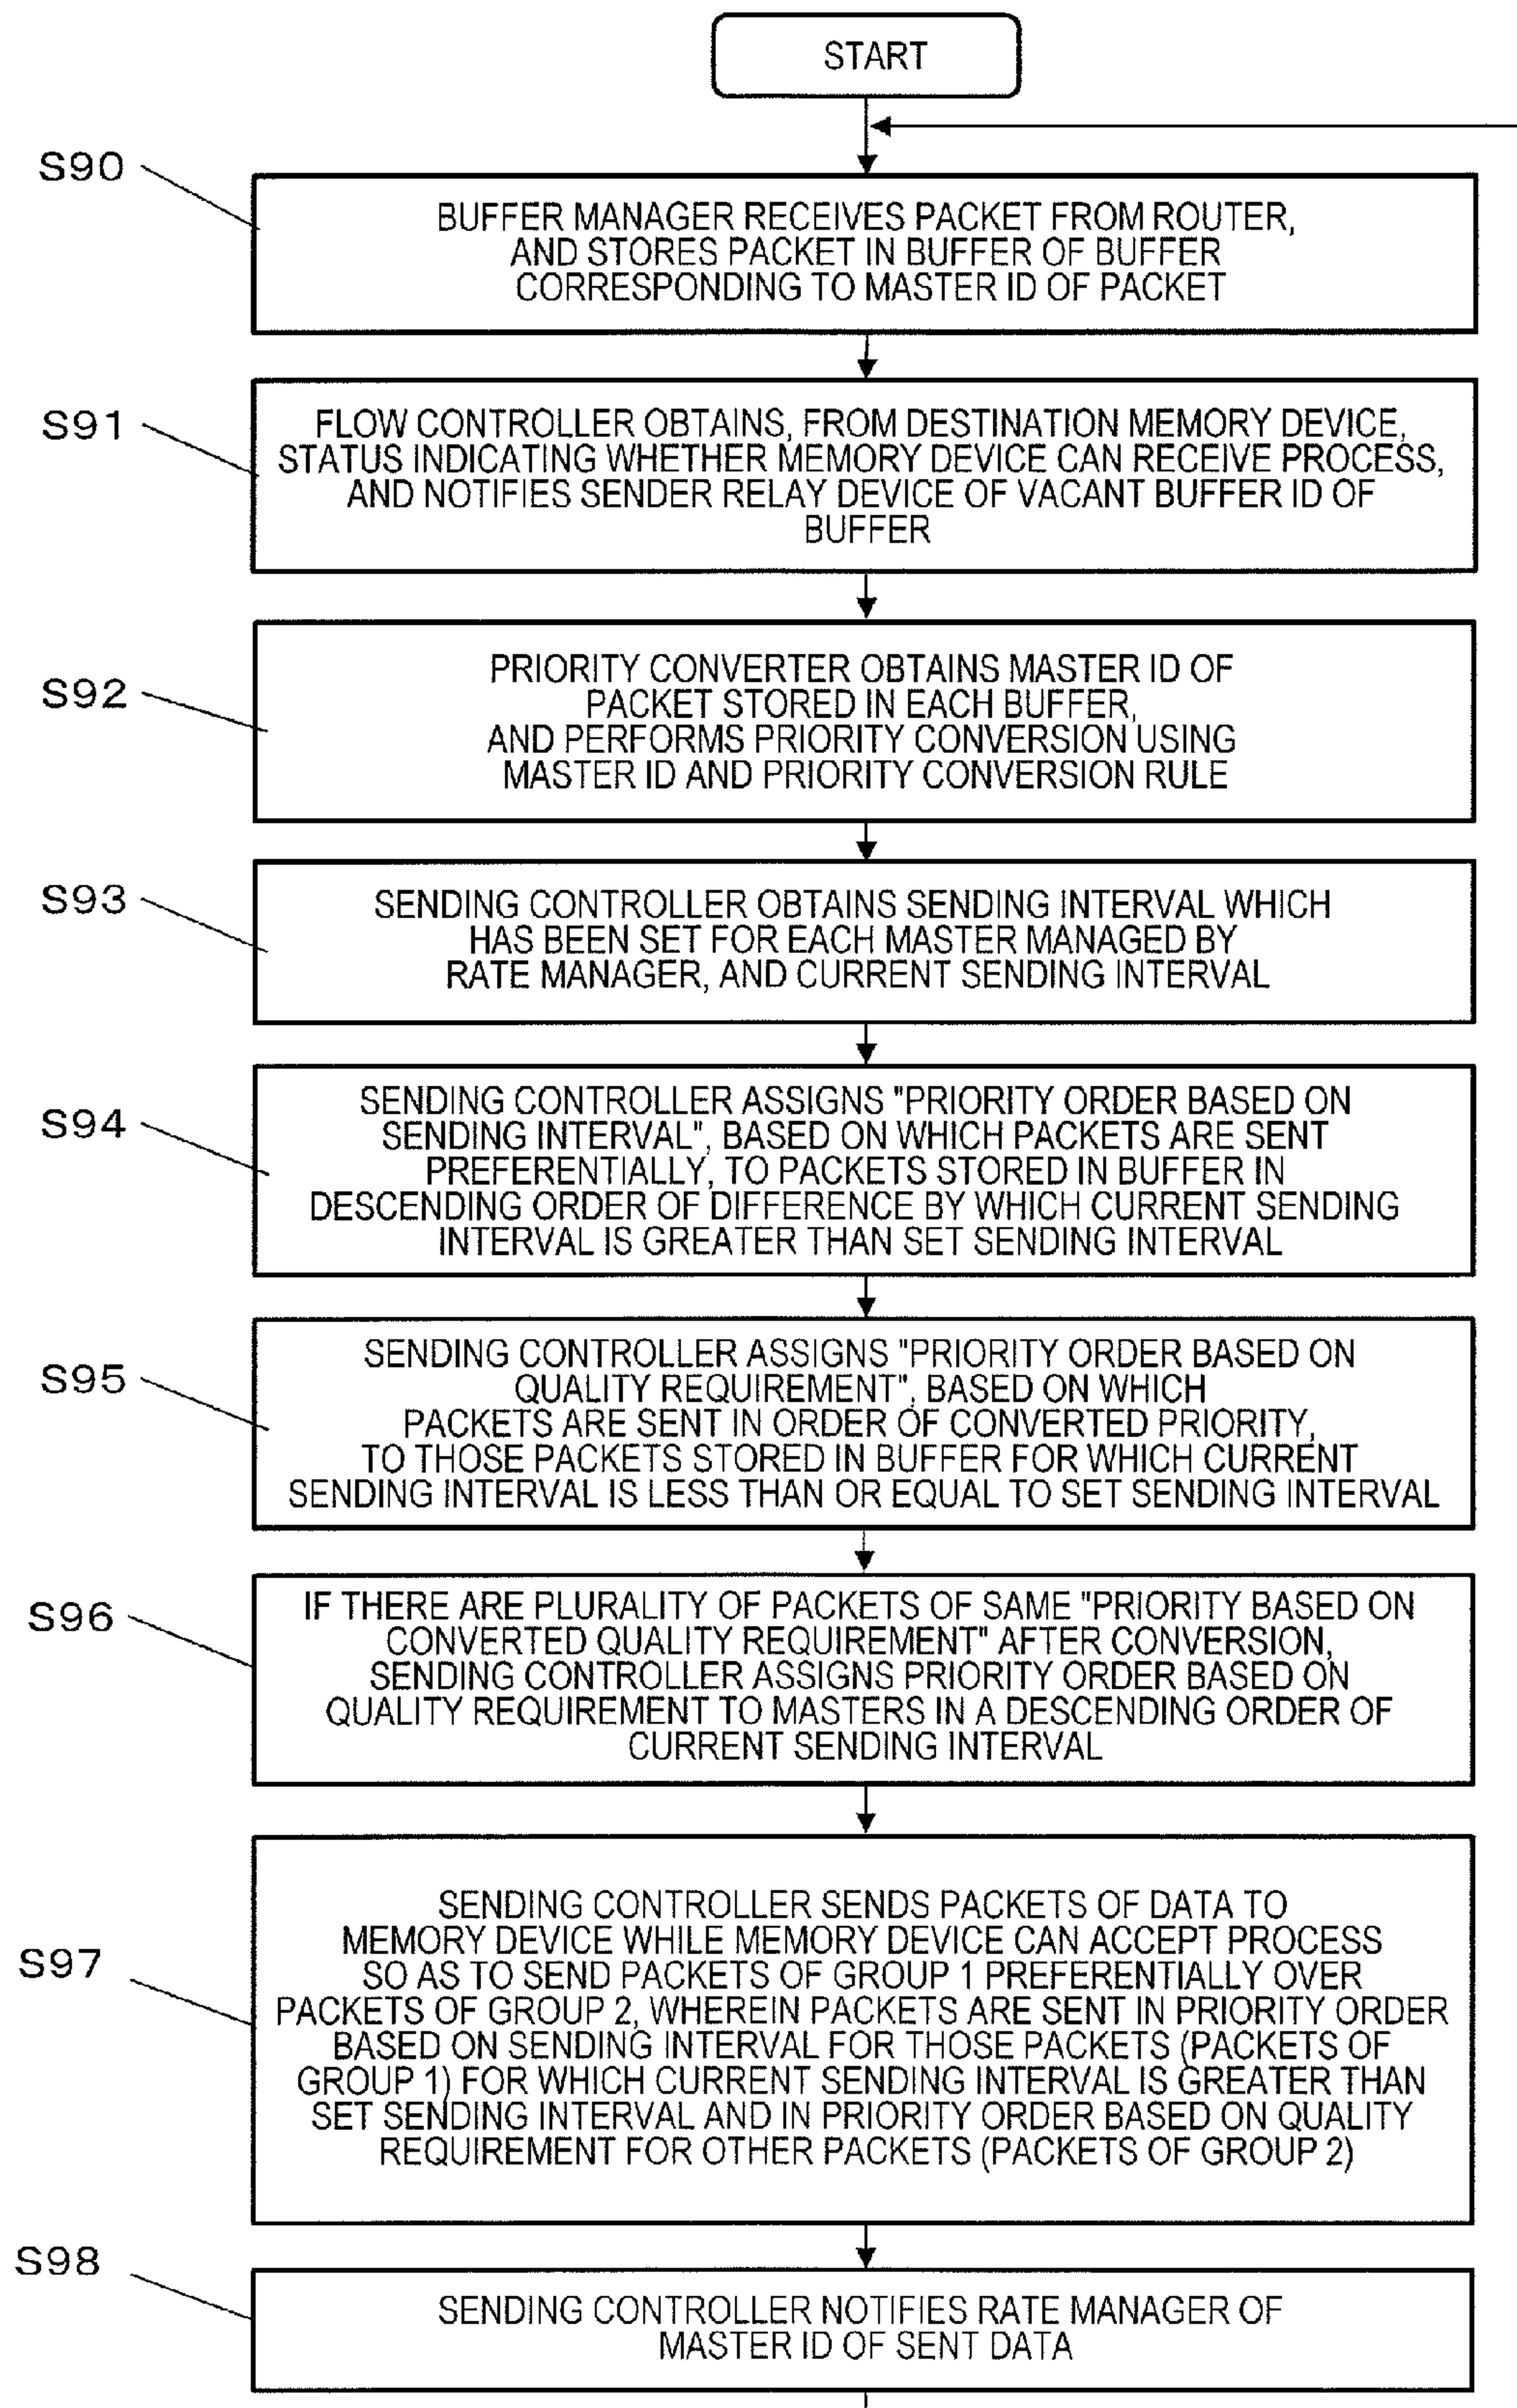 START
S90
BUFFER MANAGER RECEIVES PACKET FROM ROUTER,
AND STORES PACKET IN BUFFER OF BUFFER
CORRESPONDING TO MASTER ID OF PACKET
S91
FLOW CONTROLLER OBTAINS, FROM DESTINATION MEMORY DEVICE,
STATUS INDICATING WHETHER MEMORY DEVICE CAN RECEIVE PROCESS,
AND NOTIFIES SENDER RELAY DEVICE OF VACANT BUFFER ID OF
BUFFER
S92
PRIORITY CONVERTER OBTAINS MASTER ID OF
PACKET STORED IN EACH BUFFER,
AND PERFORMS PRIORITY CONVERSION USING
MASTER ID AND PRIORITY CONVERSION RULE
S93
SENDING CONTROLLER OBTAINS SENDING INTERVAL WHICH
HAS BEEN SET FOR EACH MASTER MANAGED BY
RATE MANAGER, AND CURRENT SENDING INTERVAL
S94
SENDING CONTROLLER ASSIGNS "PRIORITY ORDER BASED ON
SENDING INTERVAL", BASED ON WHICH PACKETS ARE SENT
PREFERENTIALLY, TO PACKETS STORED IN BUFFER IN
DESCENDING ORDER OF DIFFERENCE BY WHICH CURRENT SENDING
INTERVAL IS GREATER THAN SET SENDING INTERVAL
S95
SENDING CONTROLLER ASSIGNS "PRIORITY ORDER BASED ON
QUALITY REQUIREMENT", BASED ON WHICH
PACKETS ARE SENT IN ORDER OF CONVERTED PRIORITY,
TO THOSE PACKETS STORED IN BUFFER FOR WHICH CURRENT
SENDING INTERVAL IS LESS THAN OR EQUAL TO SET SENDING INTERVAL
S96
IF THERE ARE PLURALITY OF PACKETS OF SAME "PRIORITY BASED ON
CONVERTED QUALITY REQUIREMENT" AFTER CONVERSION,
SENDING CONTROLLER ASSIGNS PRIORITY ORDER BASED ON
QUALITY REQUIREMENT TO MASTERS IN A DESCENDING ORDER OF
CURRENT SENDING INTERVAL
S97
SENDING CONTROLLER SENDS PACKETS OF DATA TO
MEMORY DEVICE WHILE MEMORY DEVICE CAN ACCEPT PROCESS
SO AS TO SEND PACKETS OF GROUP 1 PREFERENTIALLY OVER
PACKETS OF GROUP 2, WHEREIN PACKETS ARE SENT IN PRIORITY ORDER
BASED ON SENDING INTERVAL FOR THOSE PACKETS (PACKETS OF
GROUP 1) FOR WHICH CURRENT SENDING INTERVAL IS GREATER THAN
SET SENDING INTERVAL AND IN PRIORITY ORDER BASED ON QUALITY
REQUIREMENT FOR OTHER PACKETS (PACKETS OF GROUP 2)
S98
SENDING CONTROLLER NOTIFIES RATE MANAGER OF
MASTER ID OF SENT DATA